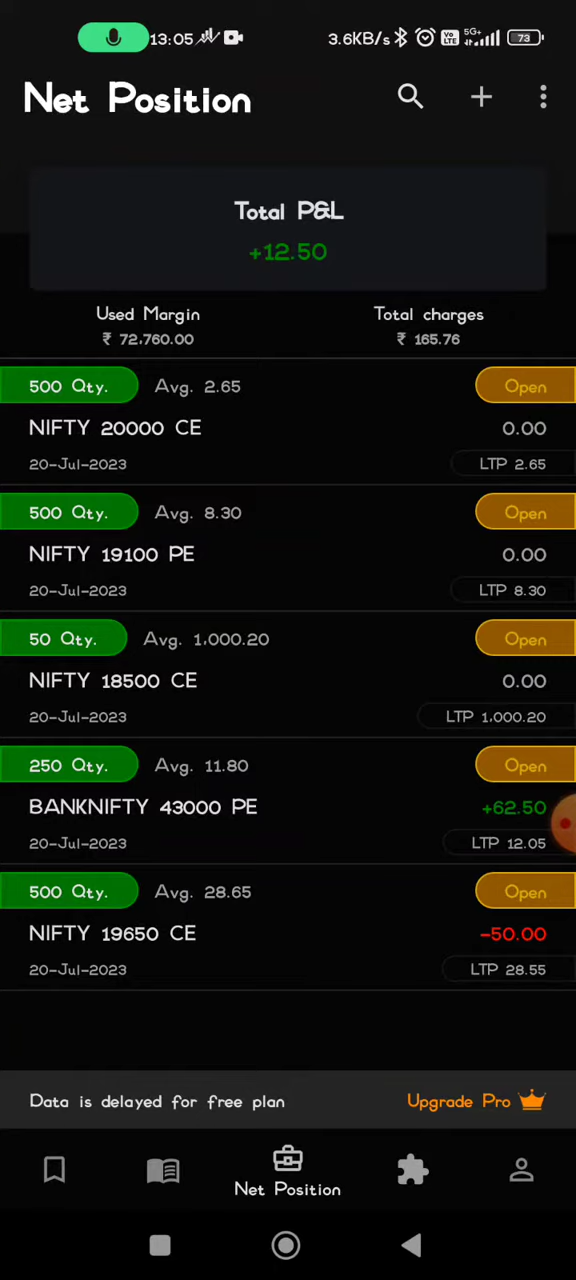 13:05
3.6KB/s Vo LTE 5G+ 73
Net Position
Total P&L
+12.50
Used Margin Total charges
₹ 72,760.00 ₹ 165.76
500 Qty. Avg. 2.65 Open
NIFTY 20000 CE 0.00
20-Jul-2023 LTP 2.65
500 Qty. Avg. 8.30 Open
NIFTY 19100 PE 0.00
20-Jul-2023 LTP 8.30
50 Qty. Avg. 1,000.20 Open
NIFTY 18500 CE 0.00
20-Jul-2023 LTP 1,000.20
250 Qty. Avg. 11.80 Open
BANKNIFTY 43000 PE +62.50
20-Jul-2023 LTP 12.05
500 Qty. Avg. 28.65 Open
NIFTY 19650 CE -50.00
20-Jul-2023 LTP 28.55
Data is delayed for free plan Upgrade Pro
Net Position